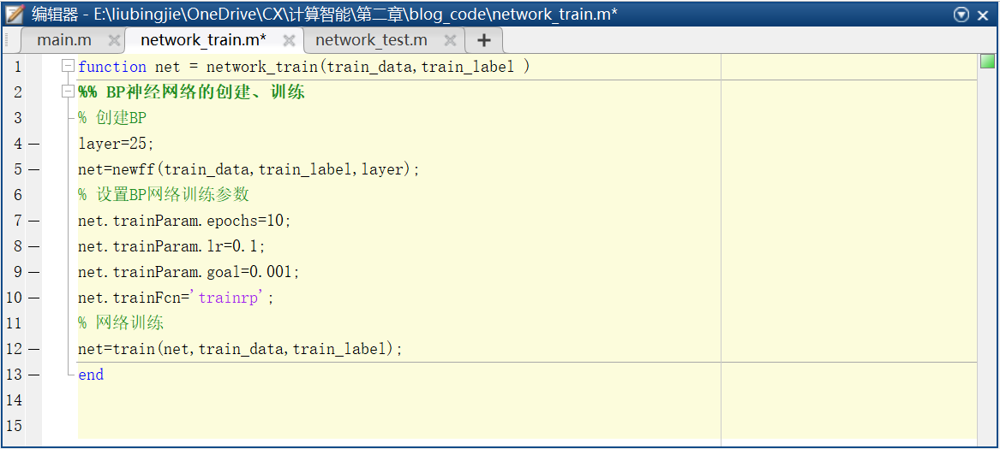 编辑器 - E:\liubingjie\OneDrive\CX\计算智能\第二章\blog_code\network_train.m*
main.m network_train.m* network_test.m
1 function net = network_train(train_data,train_label )
2 %% BP神经网络的创建、训练
3 % 创建BP
4 layer=25;
5 net=newff(train_data,train_label,layer);
6 % 设置BP网络训练参数
7 net.trainParam.epochs=10;
8 net.trainParam.lr=0.1;
9 net.trainParam.goal=0.001;
10 net.trainFcn='trainrp';
11 % 网络训练
12 net=train(net,train_data,train_label);
13 end
14
15